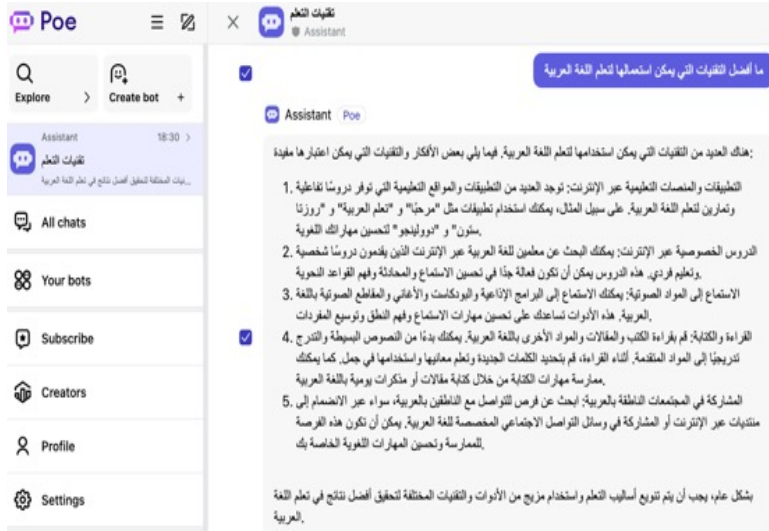 Poe
Explore
Create bot +
Assistant 18:30
تقنيات التعلم
...نيات المختلفة لتحقيق أفضل نتائج في تعلم اللغة العربية
All chats
Your bots
Subscribe
Creators
Profile
Settings
تقنيات التعلم
Assistant
ما أفضل التقنيات التي يمكن استعمالها لتعلم اللغة العربية
Assistant Poe
هناك العديد من التقنيات التي يمكن استخدامها لتعلم اللغة العربية. فيما يلي بعض الأفكار والتقنيات التي يمكن اعتبارها مفيدة:
1. التطبيقات والمنصات التعليمية عبر الإنترنت: توجد العديد من التطبيقات والمواقع التعليمية التي توفر دروسًا تفاعلية
وتمارين لتعلم اللغة العربية. على سبيل المثال، يمكنك استخدام تطبيقات مثل "مرحبًا" و "تعلم العربية" و "روزتا
ستون" و "دوولينجو" لتحسين مهاراتك اللغوية.
2. الدروس الخصوصية عبر الإنترنت: يمكنك البحث عن معلمين للغة العربية عبر الإنترنت الذين يقدمون دروسًا شخصية
وتعليم فردي. هذه الدروس يمكن أن تكون فعالة جدًا في تحسين الاستماع والمحادثة وفهم القواعد النحوية.
3. الاستماع إلى المواد الصوتية: يمكنك الاستماع إلى البرامج الإذاعية والبودكاست والأغاني والمقاطع الصوتية باللغة
العربية. هذه الأدوات تساعدك على تحسين مهارات الاستماع وفهم النطق وتوسيع المفردات.
4. القراءة والكتابة: قم بقراءة الكتب والمقالات والمواد الأخرى باللغة العربية. يمكنك بدءًا من النصوص البسيطة والتدرج
تدريجيًا إلى المواد المتقدمة. أثناء القراءة، قم بتحديد الكلمات الجديدة وتعلم معانيها واستخدامها في جمل. كما يمكنك
ممارسة مهارات الكتابة من خلال كتابة مقالات أو مذكرات يومية باللغة العربية.
5. المشاركة في المجتمعات الناطقة بالعربية: ابحث عن فرص للتواصل مع الناطقين بالعربية، سواء عبر الانضمام إلى
منتديات عبر الإنترنت أو المشاركة في وسائل التواصل الاجتماعي المخصصة للغة العربية. يمكن أن تكون هذه الفرصة
للممارسة وتحسين المهارات اللغوية الخاصة بك.
بشكل عام، يجب أن يتم تنويع أساليب التعلم واستخدام مزيج من الأدوات والتقنيات المختلفة لتحقيق أفضل نتائج في تعلم اللغة
العربية.